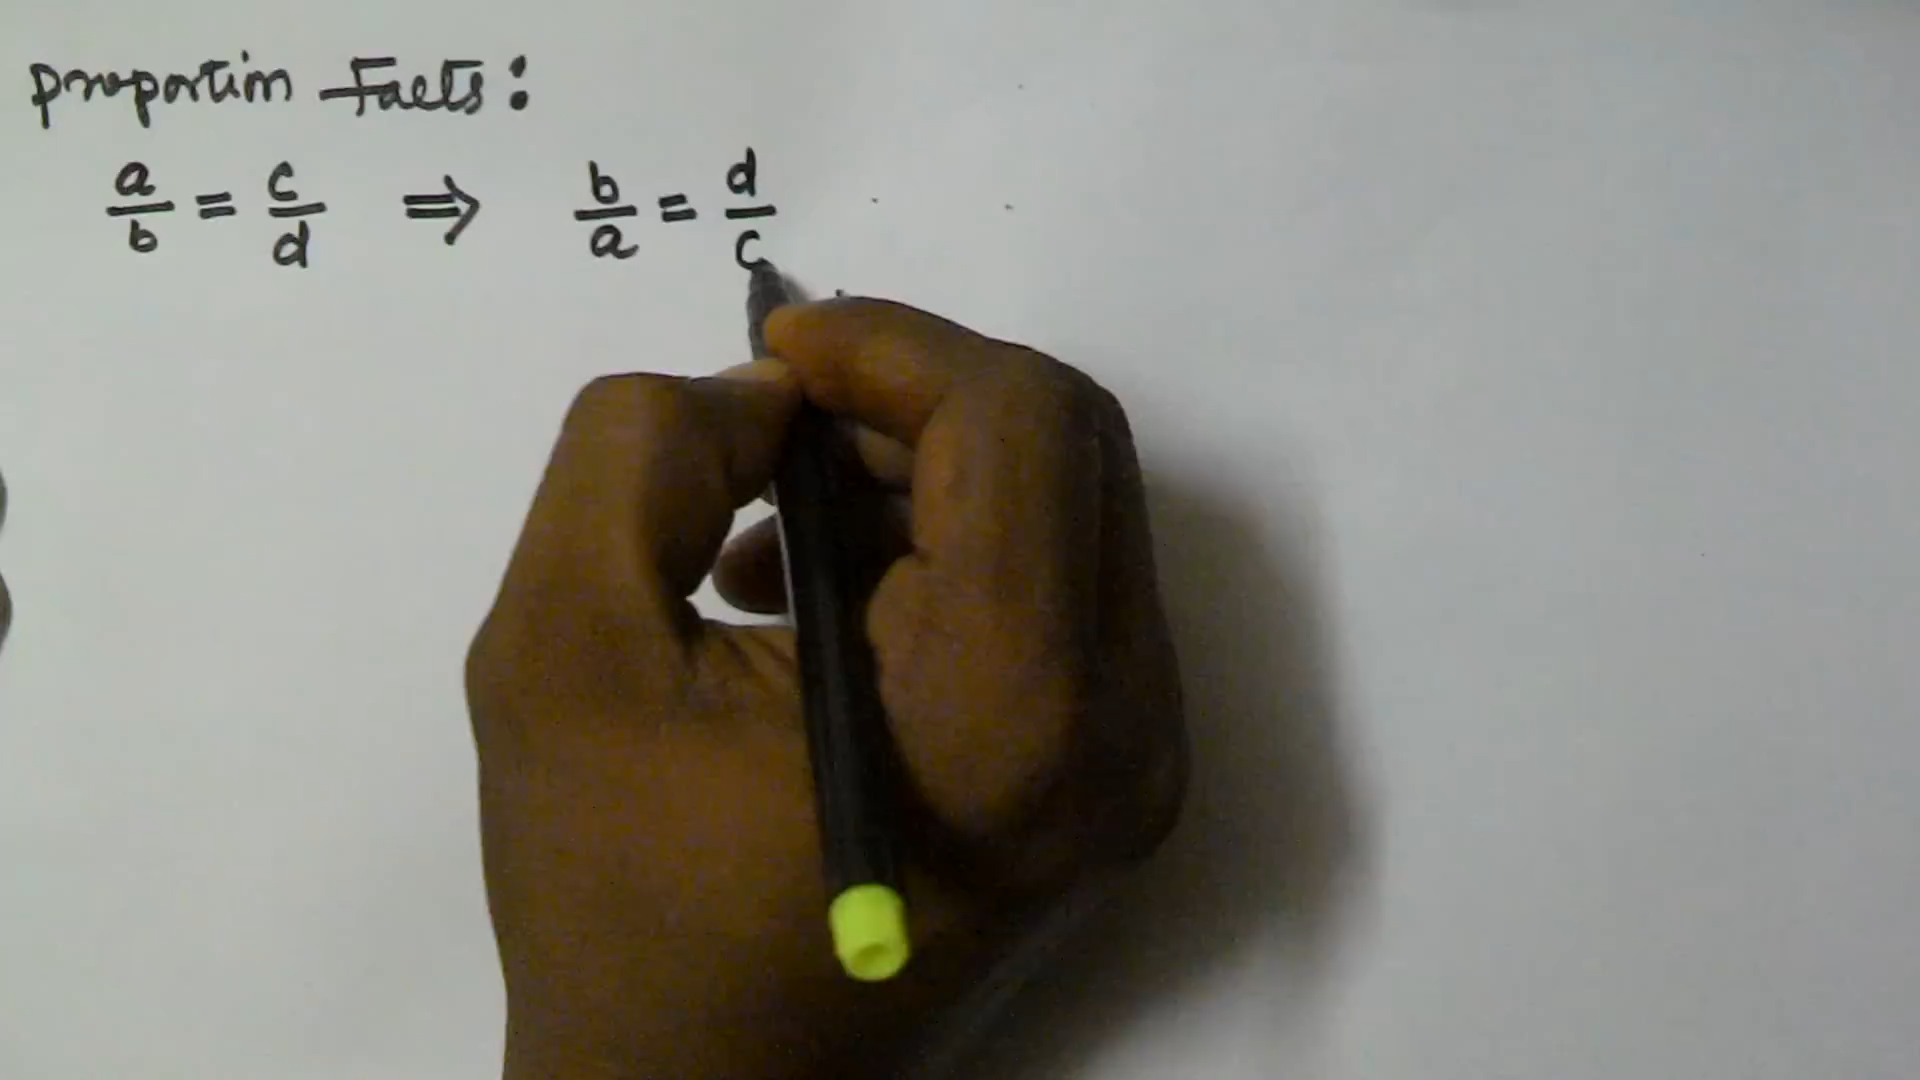 Proportion Facts:
a/b = c/d ⇒ b/a = d/c